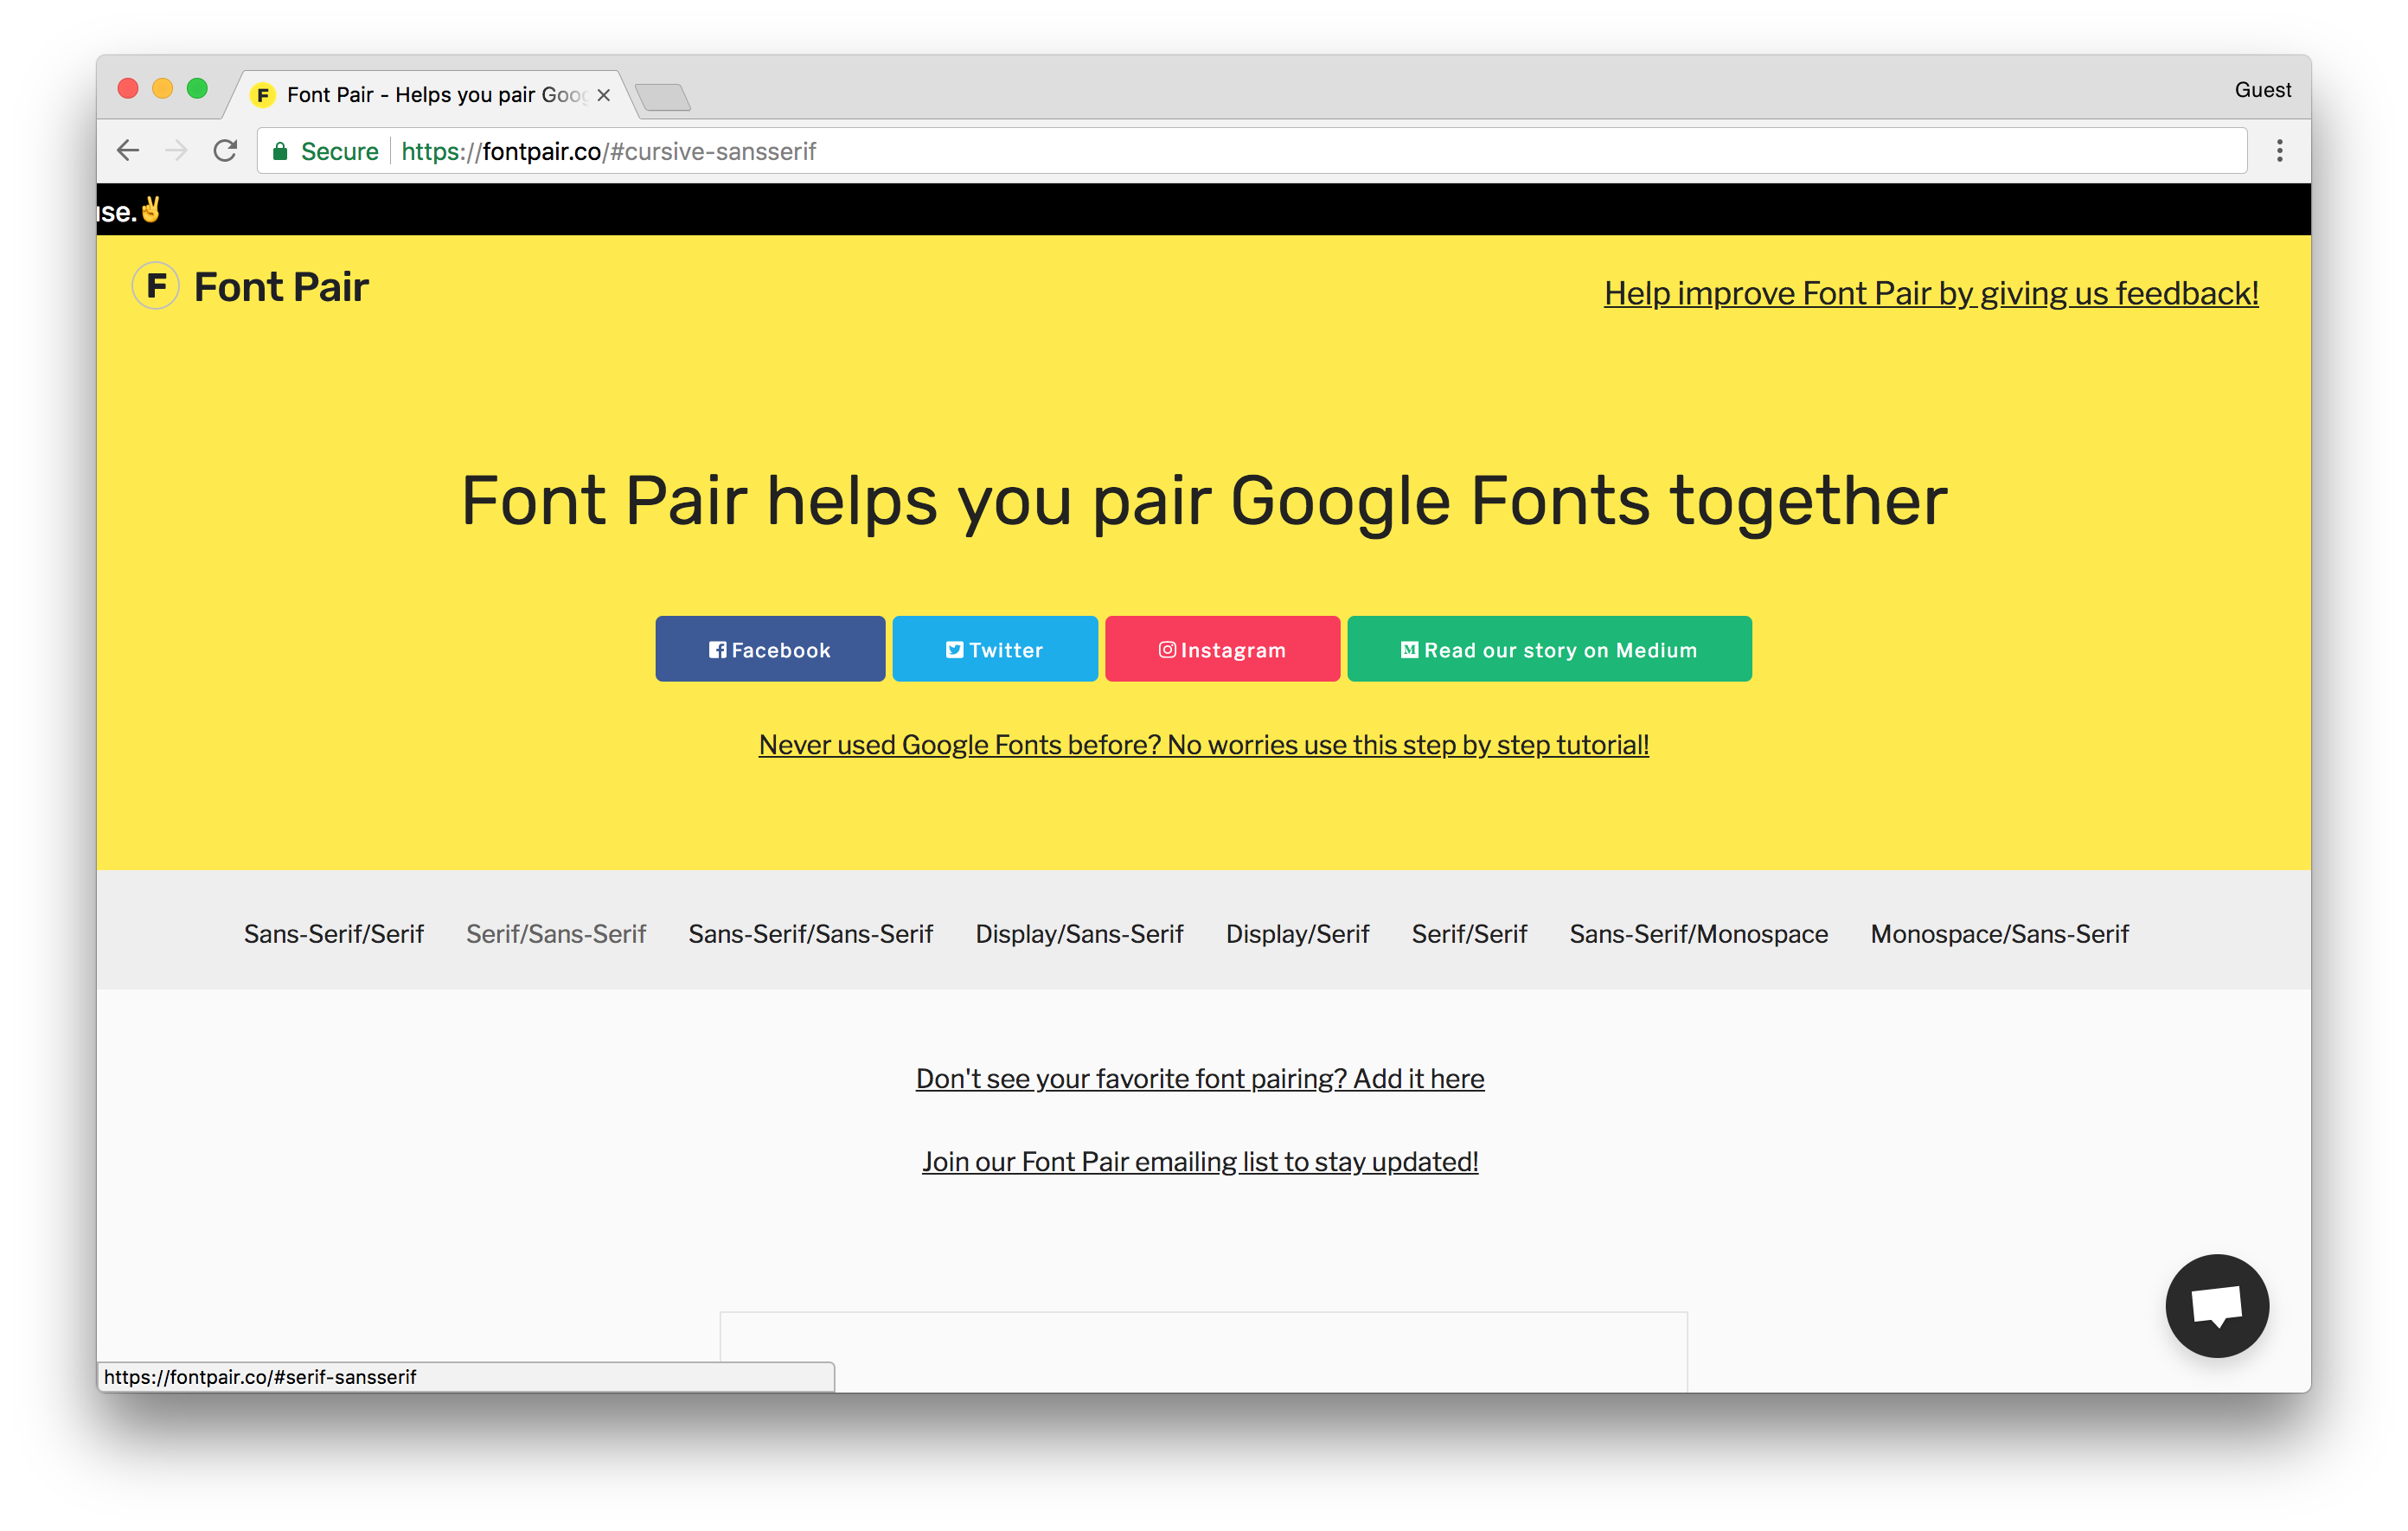 Font Pair - Helps you pair Goog
Guest
Secure https://fontpair.co/#cursive-sansserif
use.✌
F Font Pair
Help improve Font Pair by giving us feedback!
Font Pair helps you pair Google Fonts together
Facebook Twitter Instagram Read our story on Medium
Never used Google Fonts before? No worries use this step by step tutorial!
Sans-Serif/Serif Serif/Sans-Serif Sans-Serif/Sans-Serif Display/Sans-Serif Display/Serif Serif/Serif Sans-Serif/Monospace Monospace/Sans-Serif
Don't see your favorite font pairing? Add it here
Join our Font Pair emailing list to stay updated!
https://fontpair.co/#serif-sansserif